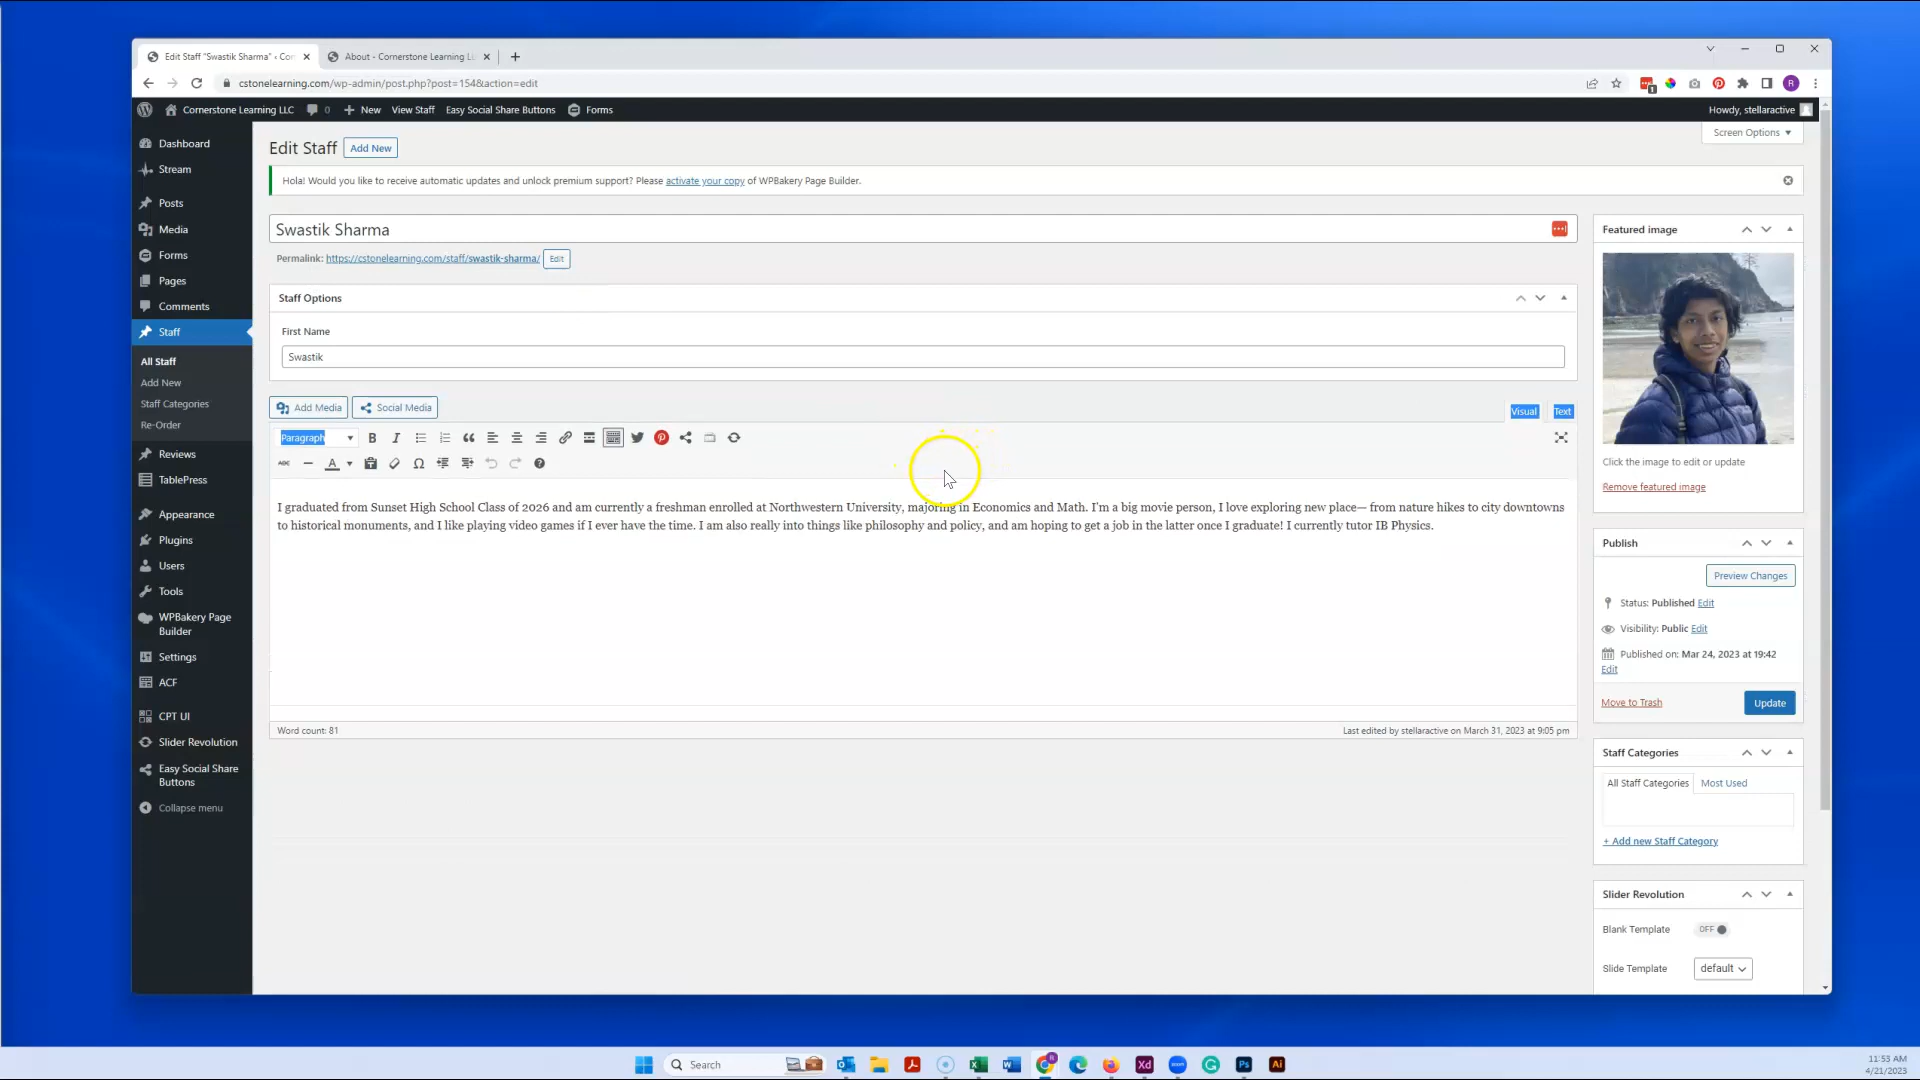 Edit Staff "Swastik Sharma" ‹ Cor
About - Cornerstone Learning L
cstonelearning.com/wp-admin/post.php?post=154&action=edit
R
1
Cornerstone Learning LLC
0
New
View Staff
Easy Social Share Buttons
Forms
Howdy, stellaractive
Screen Options
Dashboard
Stream
Posts
Media
Forms
Pages
Comments
Staff
All Staff
Add New
Staff Categories
Re-Order
Reviews
TablePress
Appearance
Plugins
Users
Tools
WPBakery Page
Builder
Settings
ACF
CPT UI
Slider Revolution
Easy Social Share
Buttons
Collapse menu
Edit Staff
Add New
Hola! Would you like to receive automatic updates and unlock premium support? Please activate your copy of WPBakery Page Builder.
Swastik Sharma
Permalink: https://cstonelearning.com/staff/swastik-sharma/
Edit
Staff Options
First Name
Swastik
Add Media
Social Media
Visual
Text
Paragraph
B
I
ABC
A
Ω
I graduated from Sunset High School Class of 2026 and am currently a freshman enrolled at Northwestern University, majoring in Economics and Math. I'm a big movie person, I love exploring new place— from nature hikes to city downtowns
to historical monuments, and I like playing video games if I ever have the time. I am also really into things like philosophy and policy, and am hoping to get a job in the latter once I graduate! I currently tutor IB Physics.
Word count: 81
Last edited by stellaractive on March 31, 2023 at 9:05 pm
Featured image
Click the image to edit or update
Remove featured image
Publish
Preview Changes
Status: Published Edit
Visibility: Public Edit
Published on: Mar 24, 2023 at 19:42
Edit
Move to Trash
Update
Staff Categories
All Staff Categories
Most Used
+ Add new Staff Category
Slider Revolution
Blank Template
OFF
Slide Template
default
Search
Xd
Ps
Ai
11:53 AM
4/21/2023